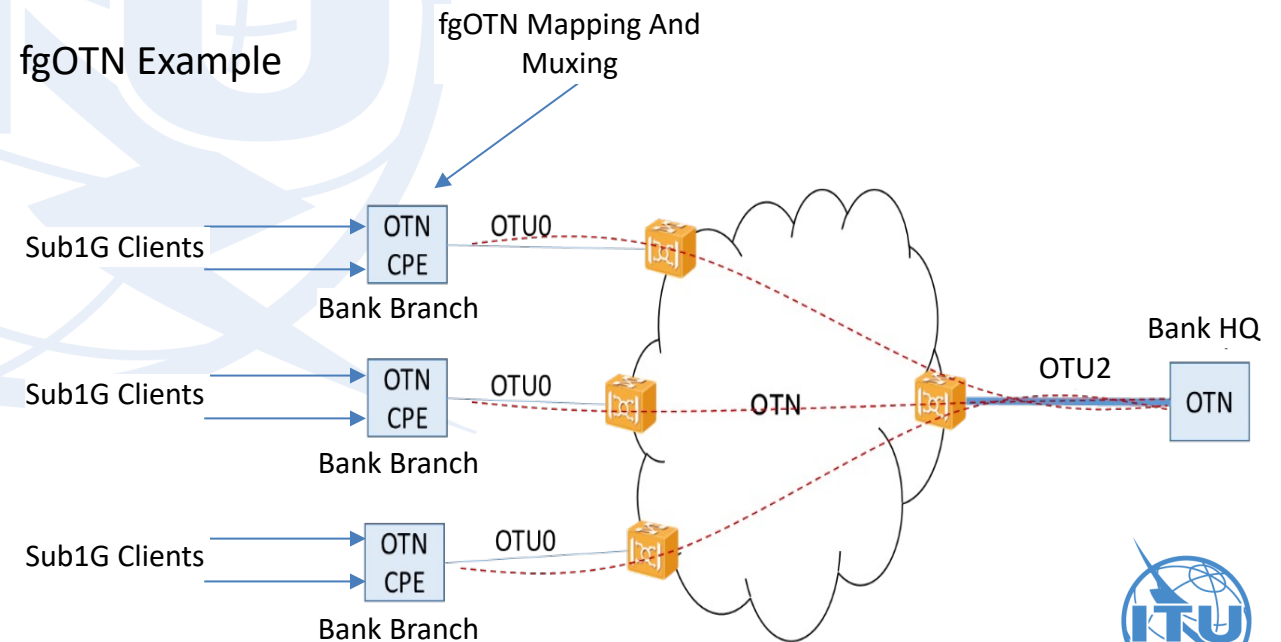 fgOTN Example
fgOTN Mapping And
Muxing
Sub1G Clients
OTN
CPE
Bank Branch
OTU0
Sub1G Clients
OTN
CPE
Bank Branch
OTU0
OTN
OTU2
Bank HQ
OTN
Sub1G Clients
OTN
CPE
Bank Branch
OTU0
ITU